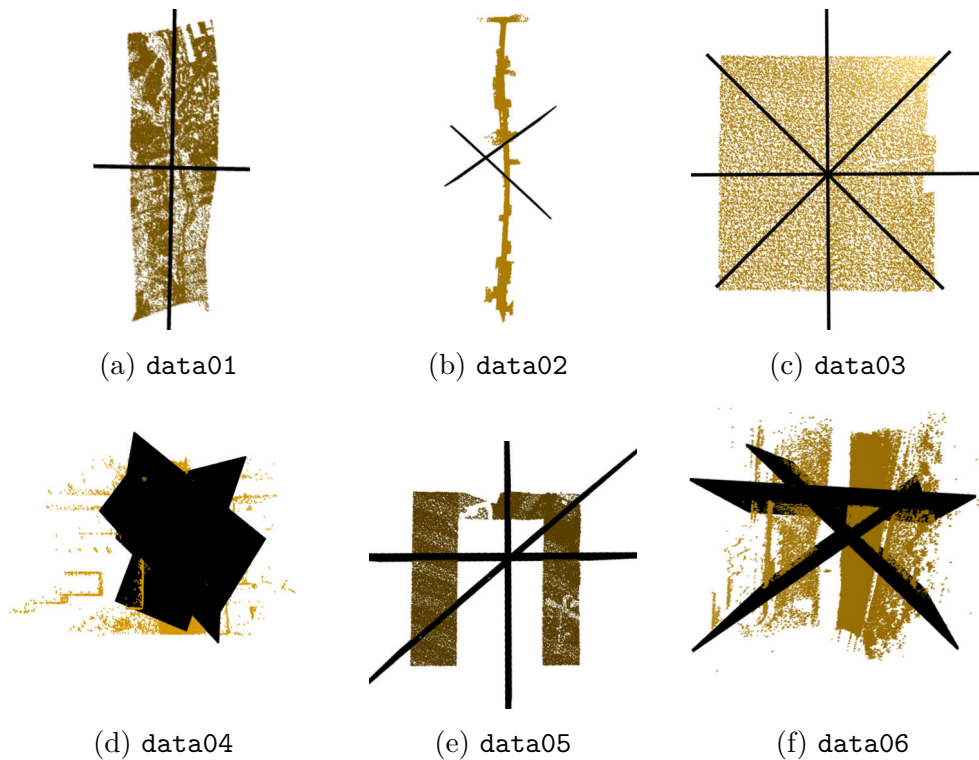 (a) data01
(b) data02
(c) data03
(d) data04
(e) data05
(f) data06